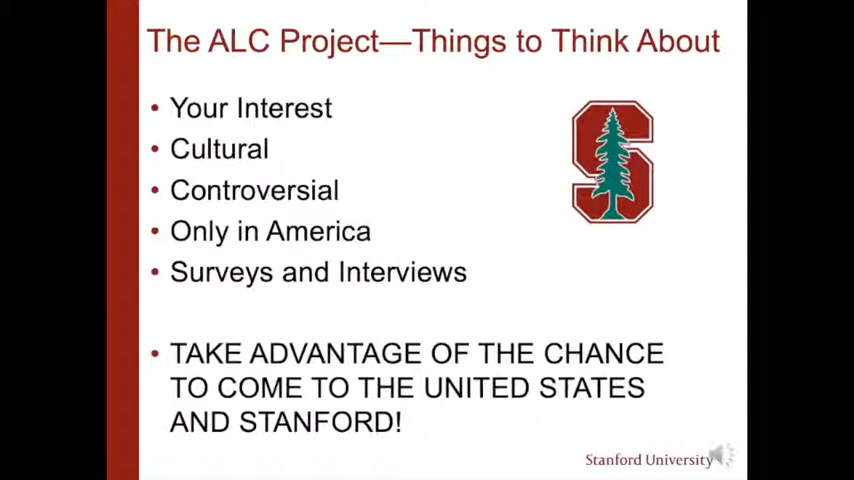 The ALC Project—Things to Think About
• Your Interest
• Cultural
• Controversial
• Only in America
• Surveys and Interviews
• TAKE ADVANTAGE OF THE CHANCE
TO COME TO THE UNITED STATES
AND STANFORD!
Stanford University